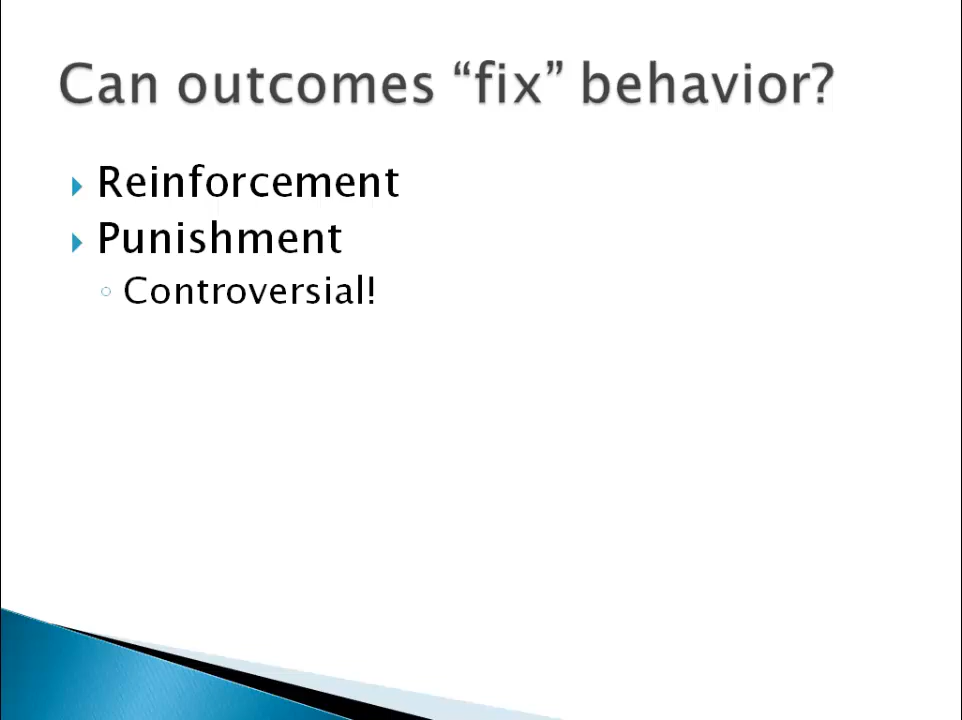 Can outcomes “fix” behavior?
Reinforcement
Punishment
Controversial!